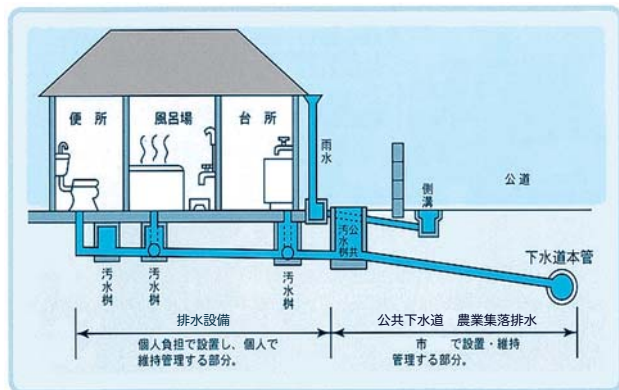 便所
風呂場
台所
雨水
側溝
公道
公共汚水桝
下水道本管
汚水桝
汚水桝
汚水桝
排水設備
公共下水道　農業集落排水
個人負担で設置し、個人で
維持管理する部分。
市　で設置・維持
管理する部分。